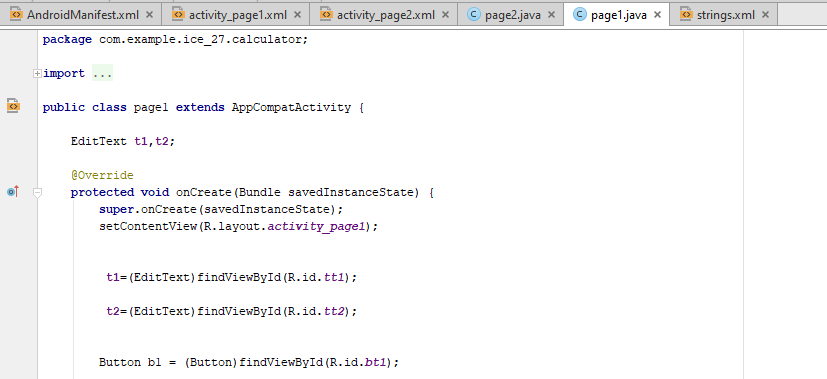 AndroidManifest.xml × activity_page1.xml × activity_page2.xml × page2.java × page1.java × strings.xml ×
package com.example.ice_27.calculator;
import ...
public class page1 extends AppCompatActivity {
EditText t1,t2;
@Override
protected void onCreate(Bundle savedInstanceState) {
super.onCreate(savedInstanceState);
setContentView(R.layout.activity_page1);
t1=(EditText)findViewById(R.id.tt1);
t2=(EditText)findViewById(R.id.tt2);
Button b1 = (Button)findViewById(R.id.bt1);